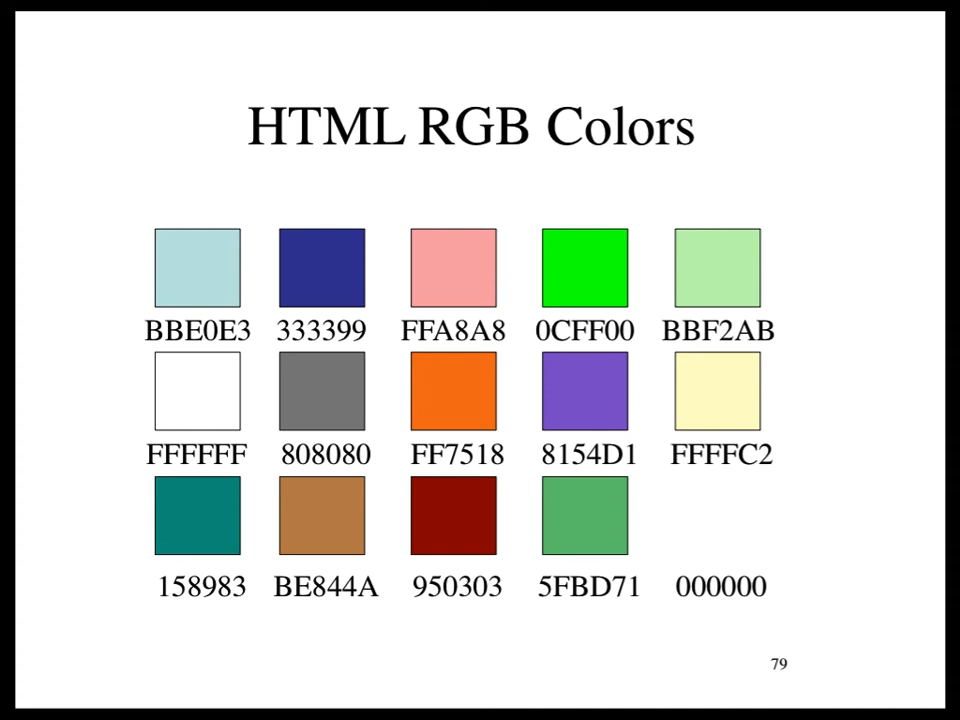 HTML RGB Colors
BBE0E3 333399 FFA8A8 0CFF00 BBF2AB
FFFFFF 808080 FF7518 8154D1 FFFFC2
158983 BE844A 950303 5FBD71 000000
79